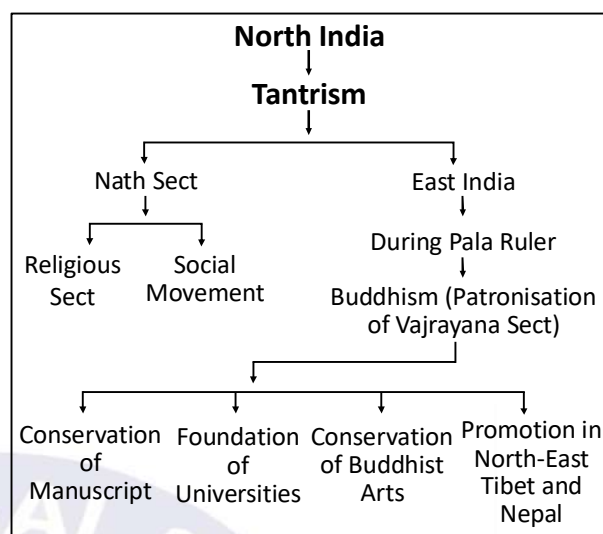 North India
Tantrism
Nath Sect
East India
Religious
Sect
Social
Movement
During Pala Ruler
Buddhism (Patronisation
of Vajrayana Sect)
Conservation
of
Manuscript
Foundation
of
Universities
Conservation
of Buddhist
Arts
Promotion in
North-East
Tibet and
Nepal